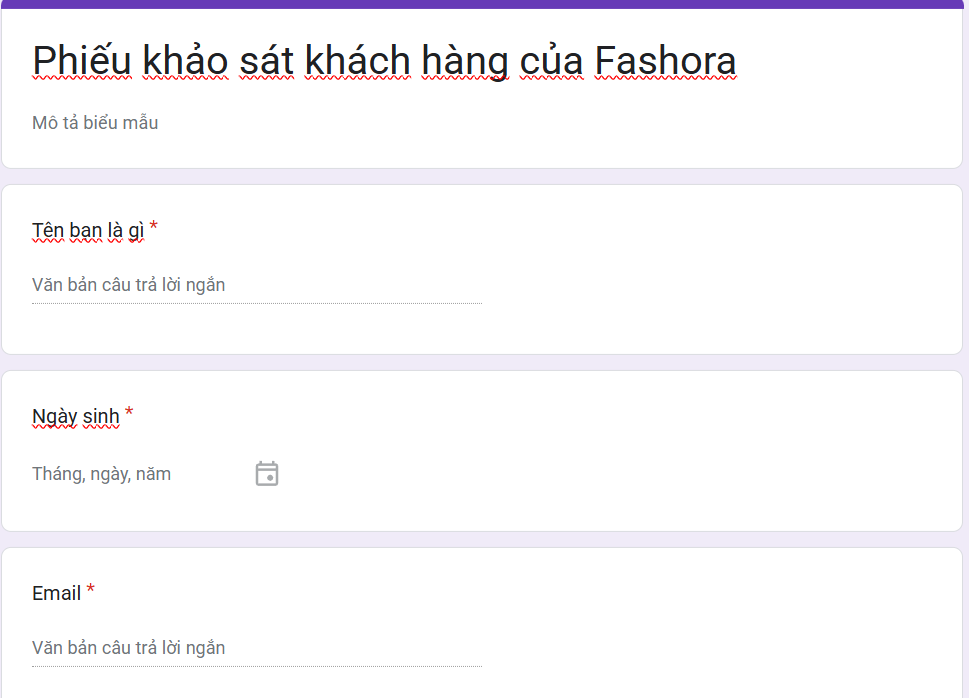 Phiếu khảo sát khách hàng của Fashora
Mô tả biểu mẫu
Tên bạn là gì *
Văn bản câu trả lời ngắn
Ngày sinh *
Tháng, ngày, năm
Email *
Văn bản câu trả lời ngắn